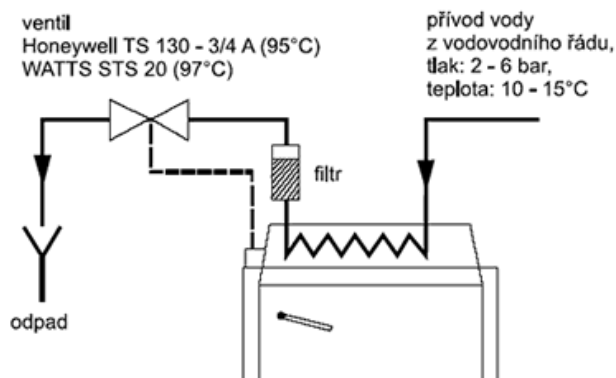 ventil
Honeywell TS 130 - 3/4 A (95°C)
WATTS STS 20 (97°C)
přívod vody
z vodovodního řádu,
tlak: 2 - 6 bar,
teplota: 10 - 15°C
filtr
odpad